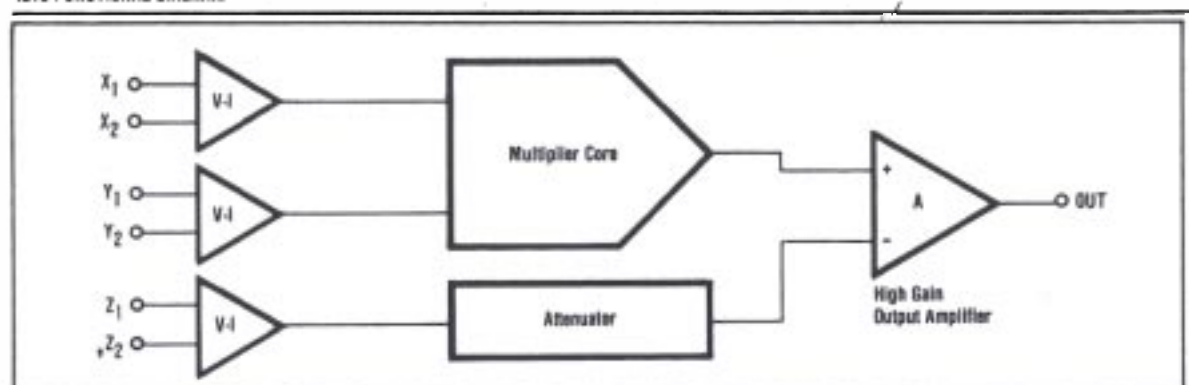 X1
X2
V-I
Multiplier Core
Y1
Y2
V-I
+
A
-
OUT
High Gain
Output Amplifier
Z1
Z2
V-I
Attenuator